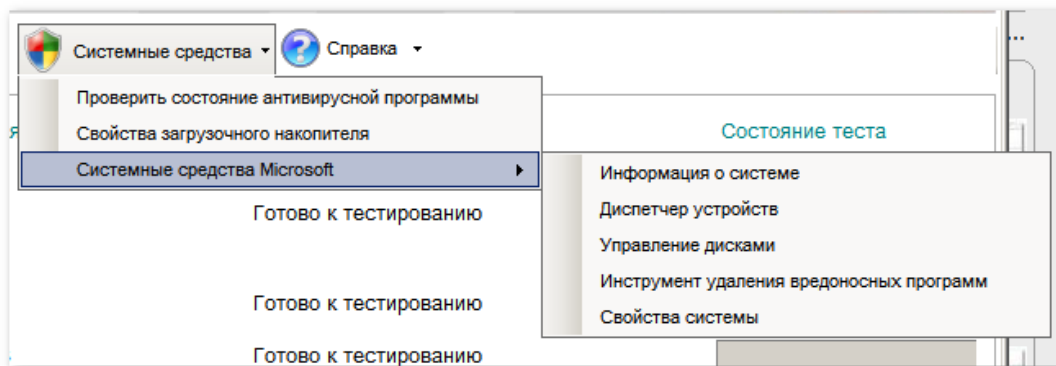 Системные средства
Справка
...
Проверить состояние антивирусной программы
Свойства загрузочного накопителя
Состояние теста
Системные средства Microsoft
Информация о системе
Диспетчер устройств
Готово к тестированию
Управление дисками
Инструмент удаления вредоносных программ
Готово к тестированию
Свойства системы
Готово к тестированию